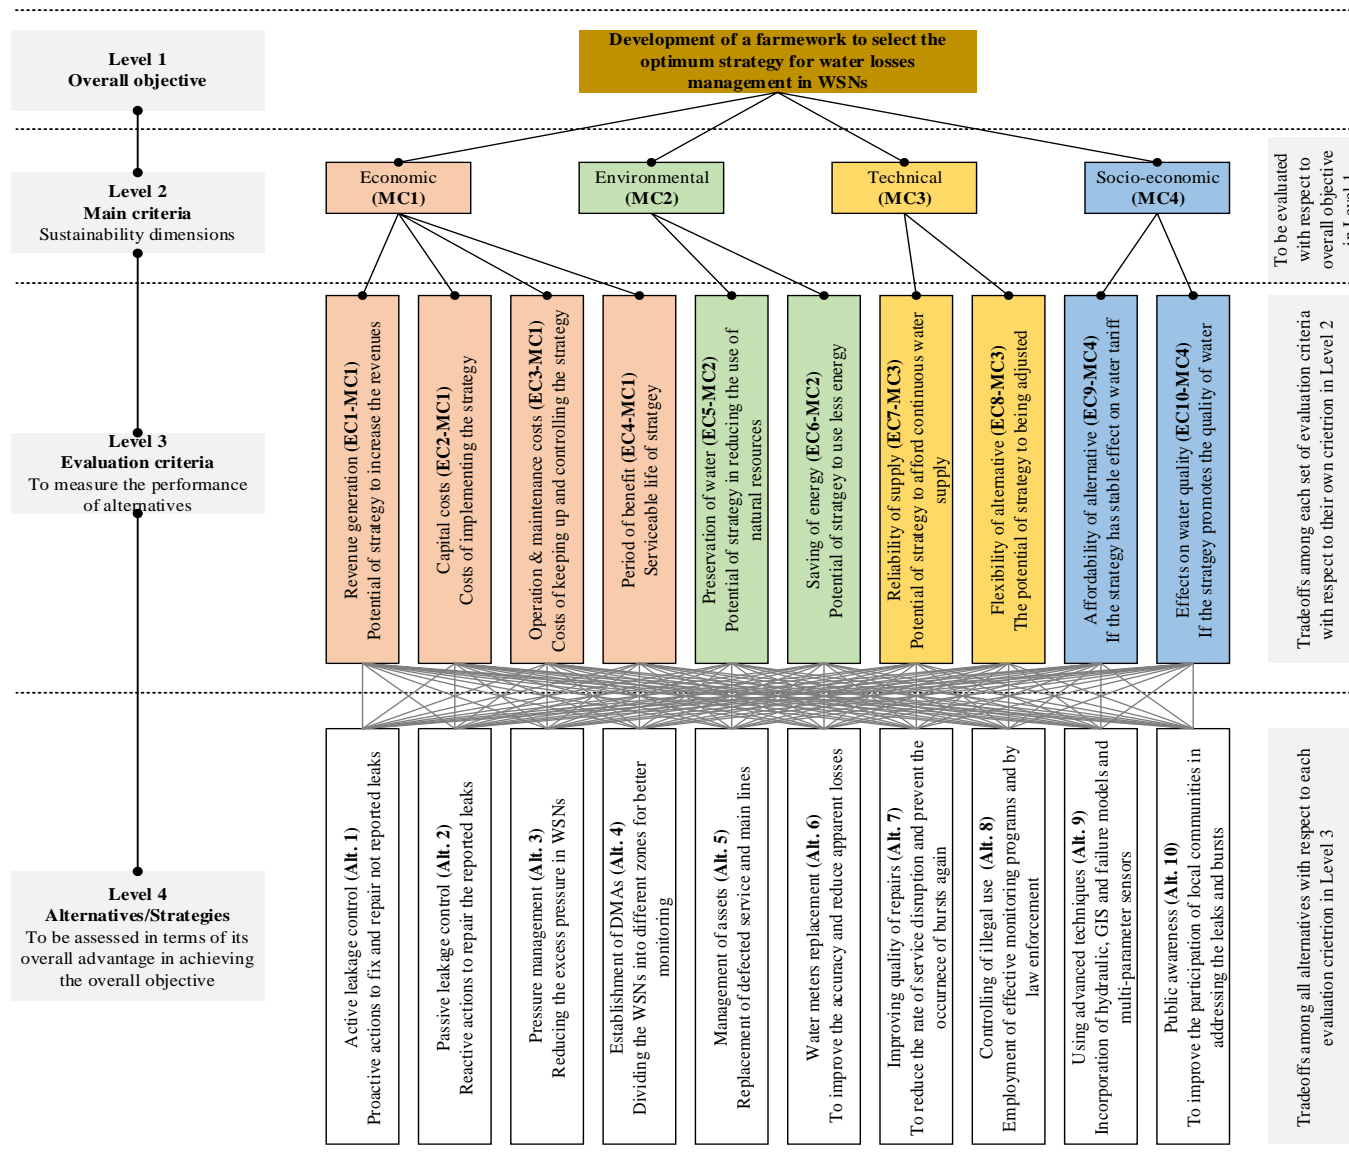 Level 1
Overall objective
Development of a farmework to select the
optimum strategy for water losses
management in WSNs
Level 2
Main criteria
Sustainability dimensions
Economic
(MC1)
Environmental
(MC2)
Technical
(MC3)
Socio-economic
(MC4)
To be evaluated
with respect to
overall objective
in Level 1
Level 3
Evaluation criteria
To measure the performance
of alternatives
Revenue generation (EC1-MC1)
Potential of strategy to increase the revenues
Capital costs (EC2-MC1)
Costs of implementing the strategy
Operation & maintenance costs (EC3-MC1)
Costs of keeping up and controlling the strategy
Period of benefit (EC4-MC1)
Serviceable life of stratgey
Preservation of water (EC5-MC2)
Potential of strategy in reducing the use of
natural resources
Saving of energy (EC6-MC2)
Potential of stratgey to use less energy
Reliability of supply (EC7-MC3)
Potential of strategy to afford continuous water
supply
Flexibility of alternative (EC8-MC3)
The potential of strategy to being adjusted
Affordability of alternative (EC9-MC4)
If the strategy has stable effect on water tariff
Effects on water quality (EC10-MC4)
If the stratgey promotes the quality of water
Tradeoffs among each set of evaluation criteria
with respect to their own crietrion in Level 2
Level 4
Alternatives/Strategies
To be assessed in terms of its
overall advantage in achieving
the overall objective
Active leakage control (Alt. 1)
Proactive actions to fix and repair not reported leaks
Passive leakage control (Alt. 2)
Reactive actions to repair the reported leaks
Pressure management (Alt. 3)
Reducing the excess pressure in WSNs
Establishment of DMAs (Alt. 4)
Dividing the WSNs into different zones for better
monitoring
Management of assets (Alt. 5)
Replacement of defected service and main lines
Water meters replacement (Alt. 6)
To improve the accuracy and reduce apparent losses
Improving quality of repairs (Alt. 7)
To reduce the rate of service disruption and prevent the
occurnece of bursts again
Controlling of illegal use (Alt. 8)
Employment of effective monitoring programs and by
law enforcement
Using advanced techniques (Alt. 9)
Incorporation of hydraulic, GIS and failure models and
multi-parameter sensors
Public awareness (Alt. 10)
To improve the participation of local communities in
addressing the leaks and bursts
Tradeoffs among all alternatives with respect to each
evaluation crietrion in Level 3